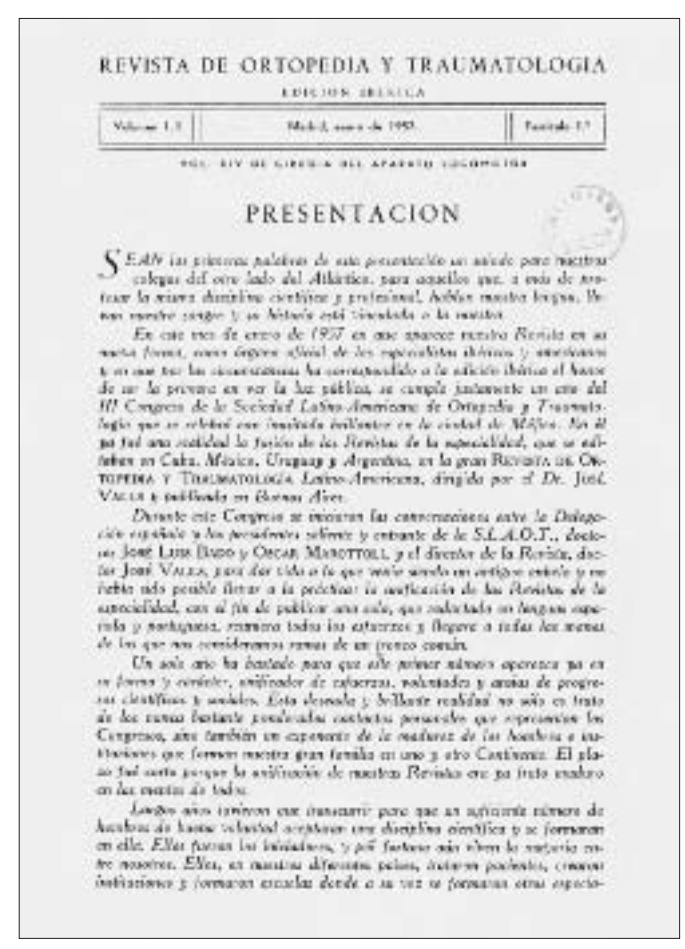 REVISTA DE ORTOPEDIA Y TRAUMATOLOGIA
EDICION IBERICA
Volumen 1.º
Madrid, enero de 1957
Fascículo 1.º
VOL. XIV DE CIRUGIA DEL APARATO LOCOMOTOR
PRESENTACION
SEAN las primeras palabras de esta presentación un saludo para nuestros
colegas del otro lado del Atlántico, para aquellos que, a más de pro-
fesar la misma disciplina científica y profesional, hablan nuestra lengua, lle-
van nuestra sangre y su historia está vinculada a la nuestra.
En este mes de enero de 1957 en que aparece nuestra Revista en su
nueva forma, como órgano oficial de los especialistas ibéricos y americanos
y en que por las circunstancias ha correspondido a la edición ibérica el honor
de ser la primera en ver la luz pública, se cumple justamente un año del
III Congreso de la Sociedad Latino-Americana de Ortopedia y Traumato-
logía que se celebró con inusitada brillantez en la ciudad de Méjico. En él
ya fué una realidad la fusión de las Revistas de la especialidad, que se edi-
taban en Cuba, México, Uruguay y Argentina, en la gran REVISTA DE OR-
TOPEDIA Y TRAUMATOLOGÍA Latino-Americana, dirigida por el Dr. JOSÉ
VALLS y publicada en Buenos Aires.
Durante este Congreso se iniciaron las conversaciones entre la Delega-
ción española y los presidentes saliente y entrante de la S.L.A.O.T., docto-
res JOSÉ LUIS BADO y OSCAR MAROTTOLI, y el director de la Revista, doc-
tor JOSÉ VALLS, para dar vida a lo que venía siendo un antiguo anhelo y no
había sido posible llevar a la práctica: la unificación de las Revistas de la
especialidad, con el fin de publicar una sola, que redactada en lenguas espa-
ñola y portuguesa, reuniera todos los esfuerzos y llegara a todas las manos
de los que nos consideramos ramas de un tronco común.
Un solo año ha bastado para que este primer número aparezca ya en
su forma y carácter, unificador de esfuerzos, voluntades y ansias de progre-
sos científicos y sociales. Esta deseada y brillante realidad no sólo es fruto
de los nunca bastante ponderados contactos personales que representan los
Congresos, sino también un exponente de la madurez de los hombres e ins-
tituciones que forman nuestra gran familia en uno y otro Continente. El pla-
zo fué corto porque la unificación de nuestras Revistas era ya fruto maduro
en las mentes de todos.
Largos años tuvieron que transcurrir para que un suficiente número de
hombres de buena voluntad aceptaran una disciplina científica y se formaran
en ella. Ellos fueron los iniciadores, y por fortuna aún viven la mayoría en-
tre nosotros. Ellos, en nuestros diferentes países, trataron pacientes, crearon
instituciones y formaron escuelas donde a su vez se formaron otros especia-